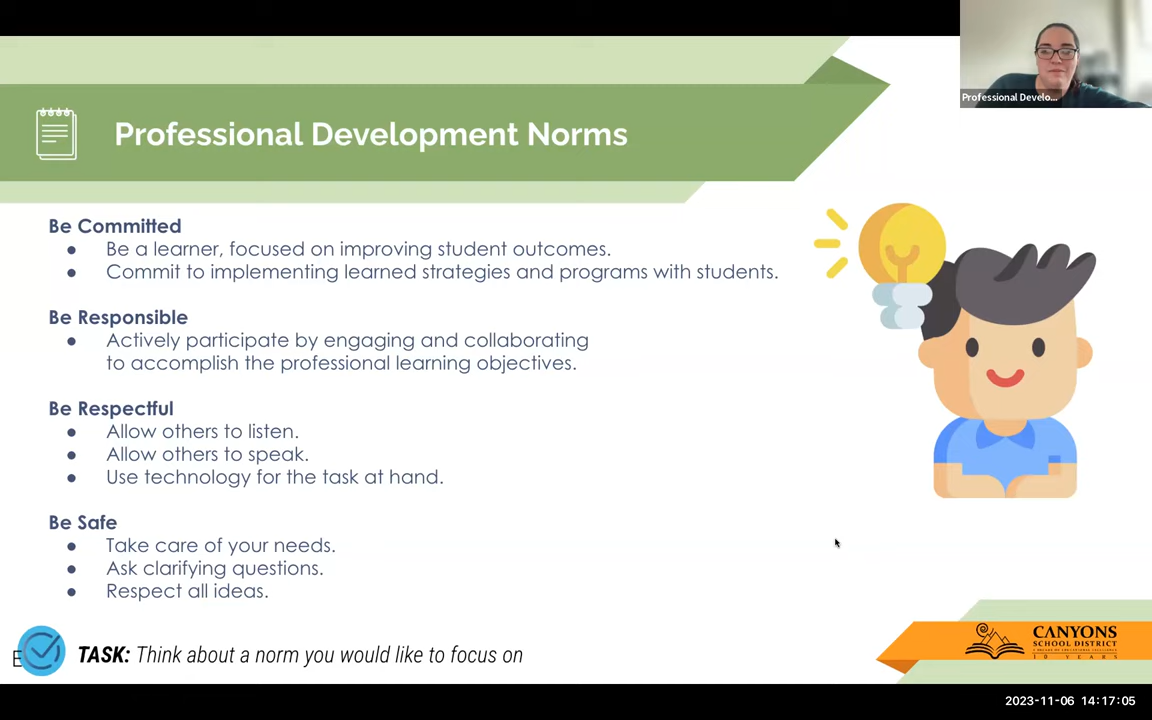 Professional Develo...
Professional Development Norms
Be Committed
● Be a learner, focused on improving student outcomes.
● Commit to implementing learned strategies and programs with students.
Be Responsible
● Actively participate by engaging and collaborating
to accomplish the professional learning objectives.
Be Respectful
● Allow others to listen.
● Allow others to speak.
● Use technology for the task at hand.
Be Safe
● Take care of your needs.
● Ask clarifying questions.
● Respect all ideas.
E
TASK: Think about a norm you would like to focus on
CANYONS
SCHOOL DISTRICT
10 YEARS
2023-11-06 14:17:05